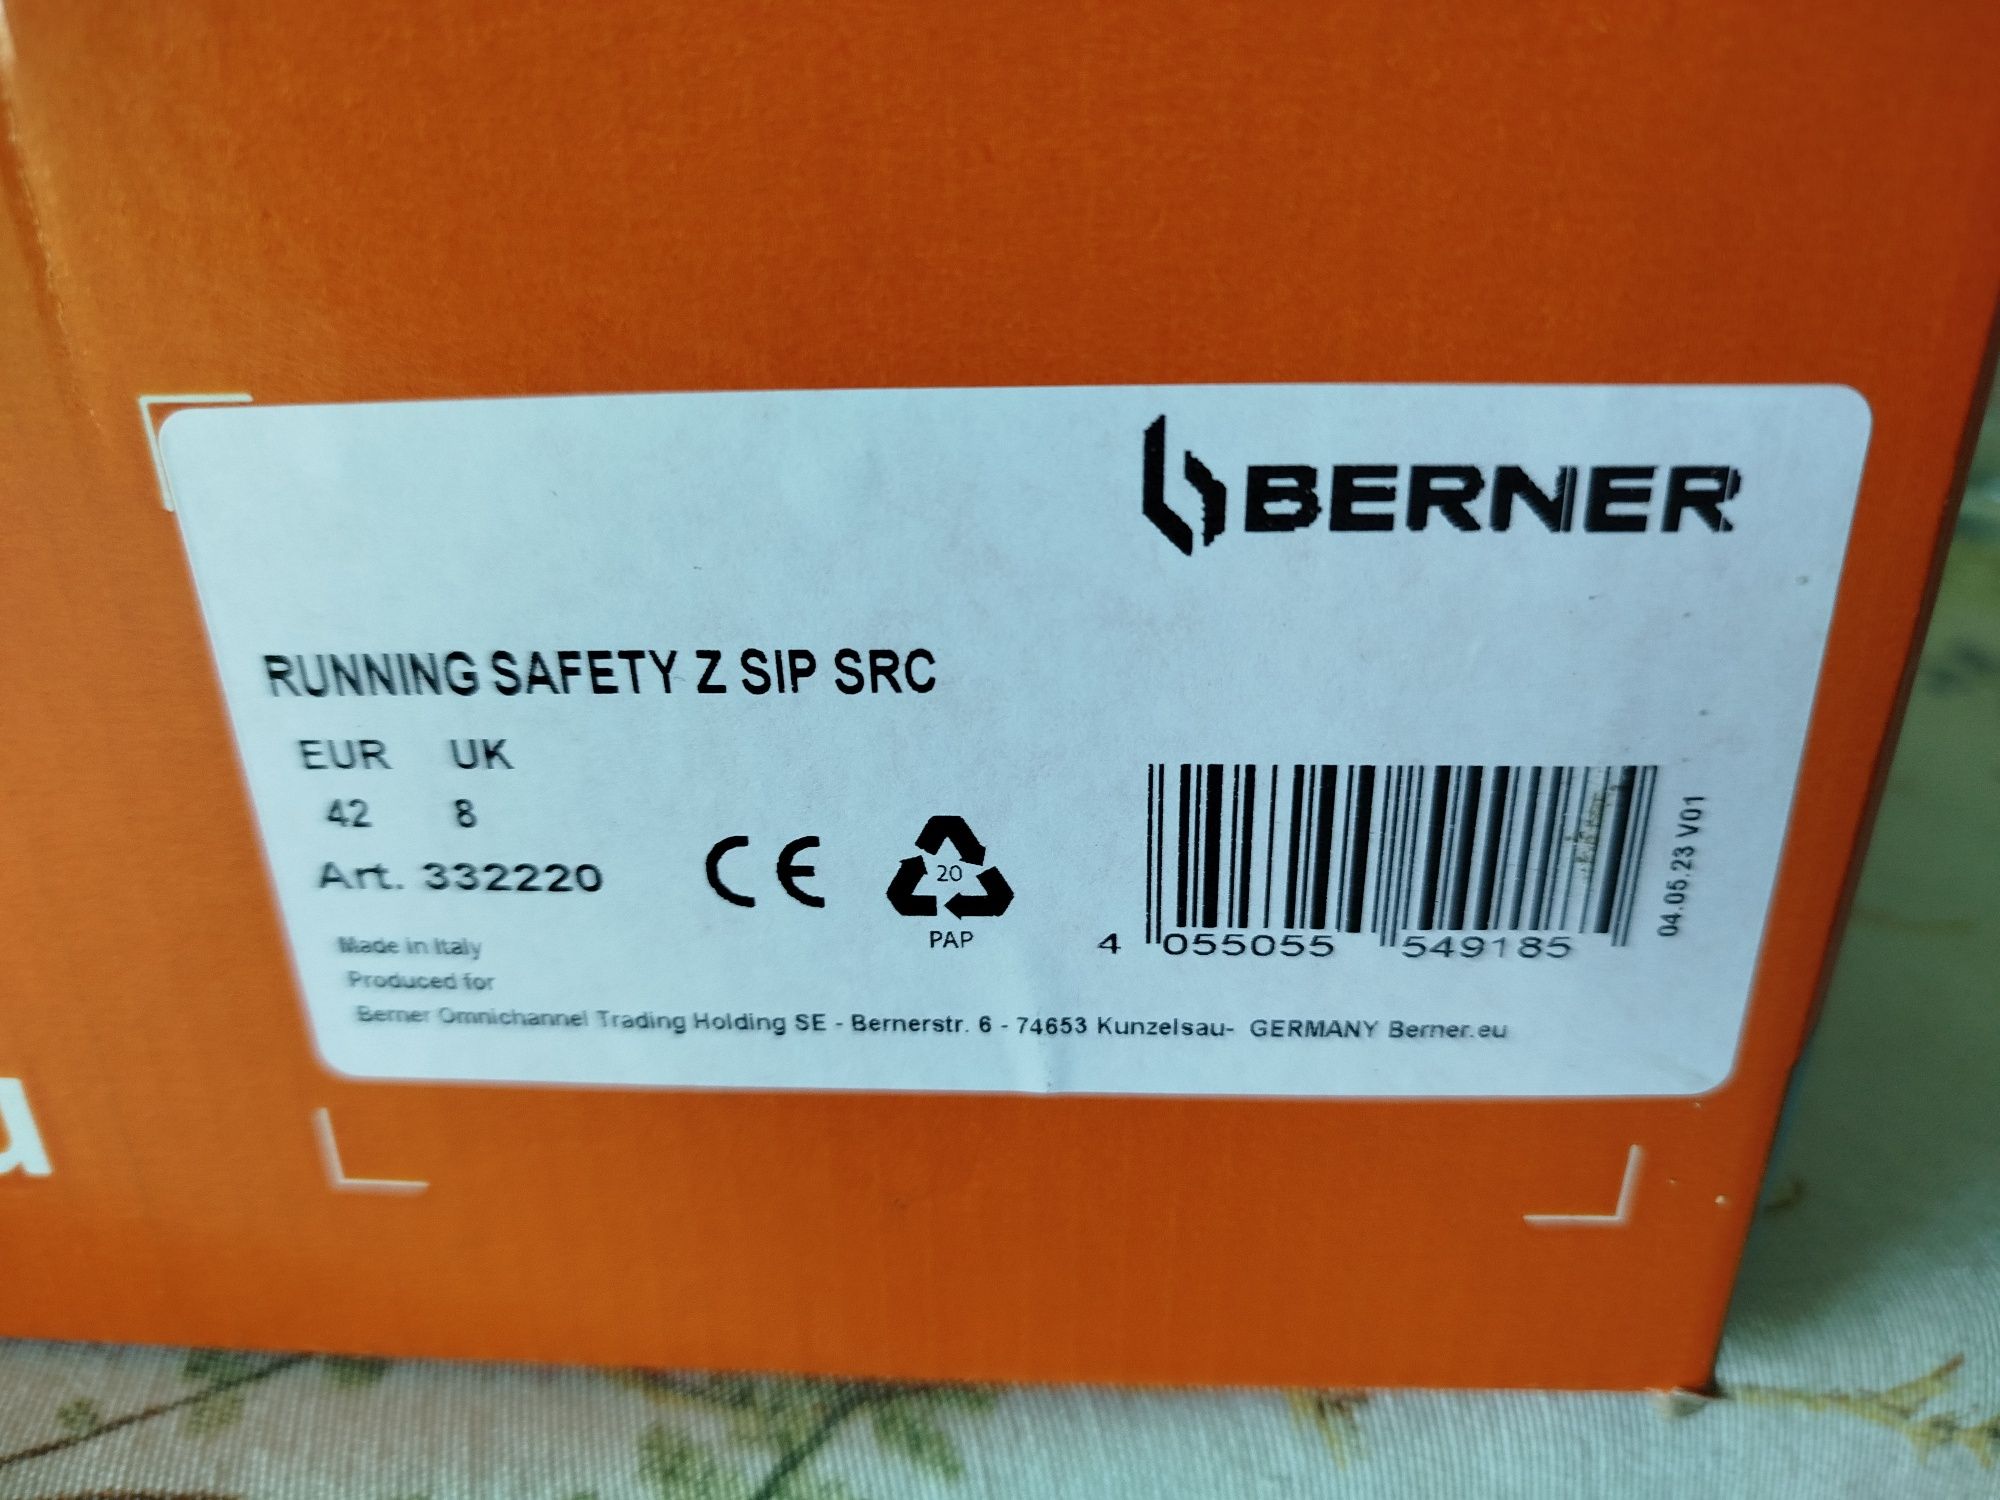 BERNER
RUNNING SAFETY Z SIP SRC
EUR UK
42 8
Art. 332220
CE
20
PAP
4 055055 549185
04.05.23 V01
Made in Italy
Produced for
Berner Omnichannel Trading Holding SE - Bernerstr. 6 - 74653 Kunzelsau- GERMANY Berner.eu